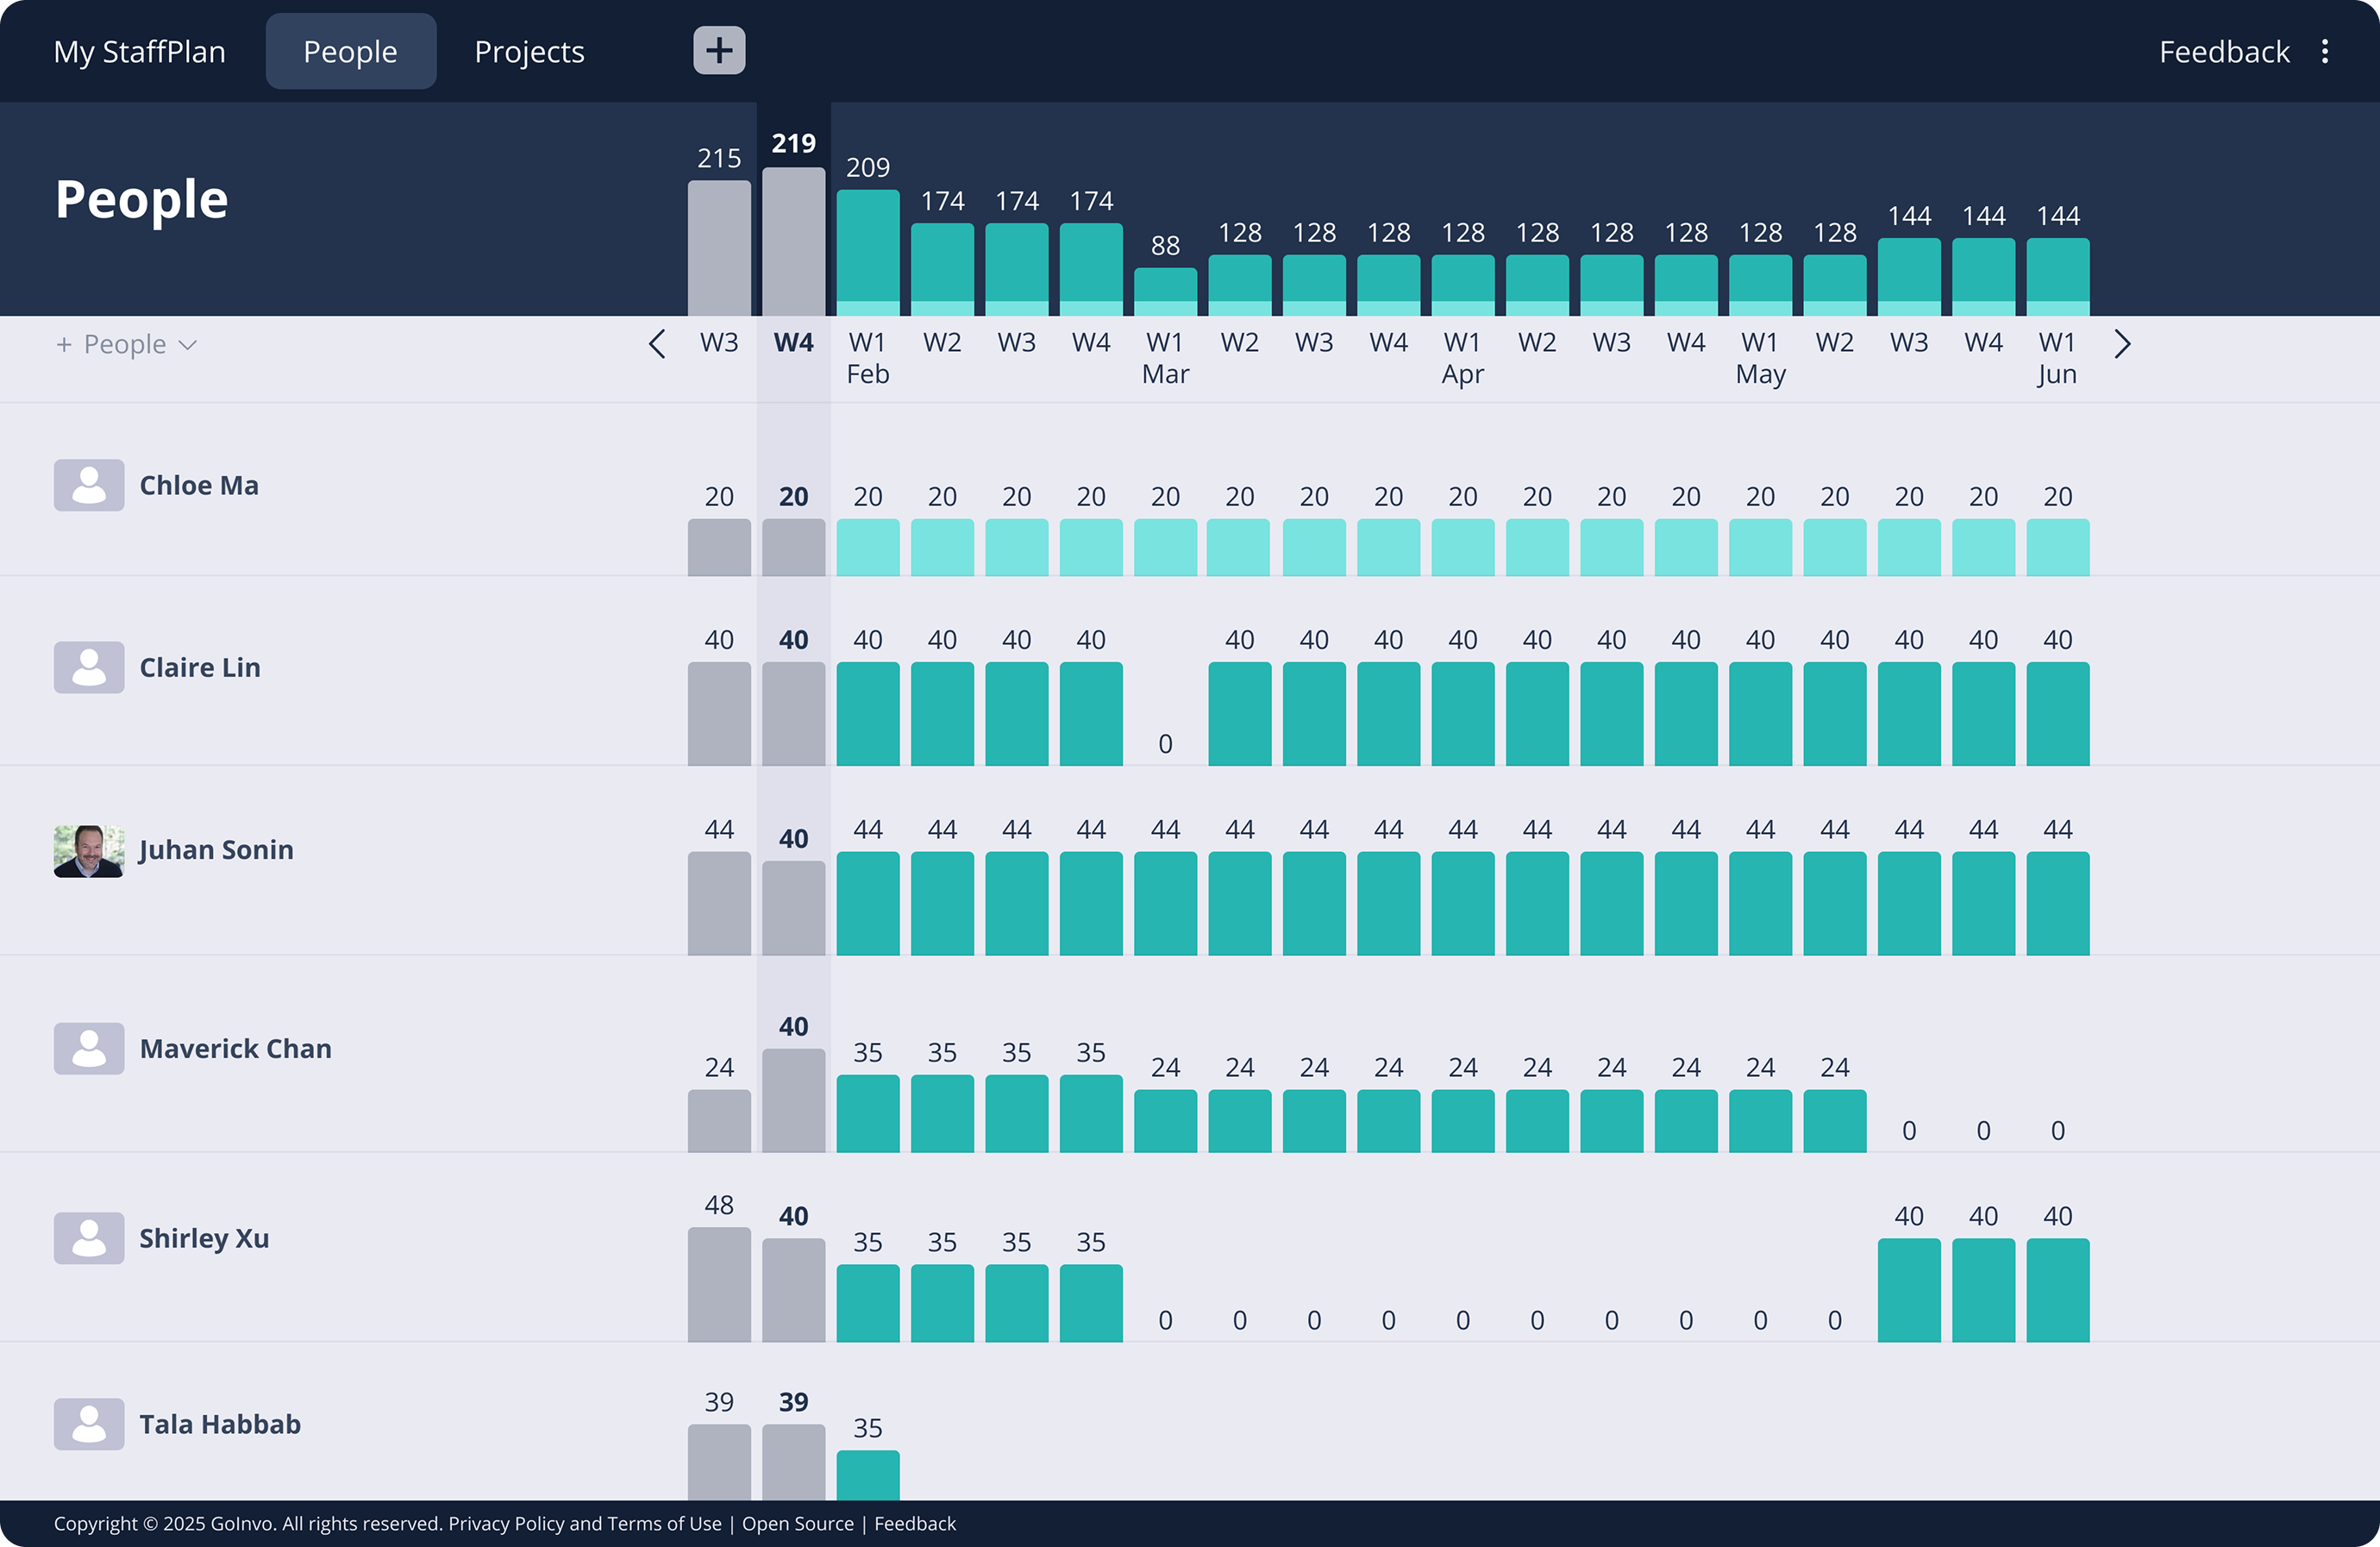 My StaffPlan People Projects + Feedback
People
215 219 209 174 174 174 88 128 128 128 128 128 128 128 128 128 144 144 144
+ People W3 W4 W1 W2 W3 W4 W1 W2 W3 W4 W1 W2 W3 W4 W1 W2 W3 W4 W1
Feb Mar Apr May Jun
Chloe Ma
20 20 20 20 20 20 20 20 20 20 20 20 20 20 20 20 20 20 20
Claire Lin
40 40 40 40 40 40 0 40 40 40 40 40 40 40 40 40 40 40 40
Juhan Sonin
44 40 44 44 44 44 44 44 44 44 44 44 44 44 44 44 44 44 44
Maverick Chan
24 40 35 35 35 35 24 24 24 24 24 24 24 24 24 24 0 0 0
Shirley Xu
48 40 35 35 35 35 0 0 0 0 0 0 0 0 0 0 40 40 40
Tala Habbab
39 39 35
Copyright © 2025 GoInvo. All rights reserved. Privacy Policy and Terms of Use | Open Source | Feedback